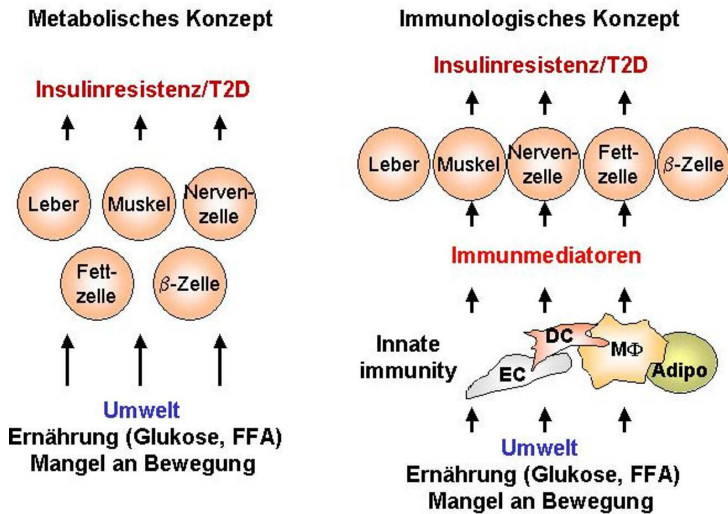 Metabolisches Konzept
Insulinresistenz/T2D
Leber
Muskel
Nerven-
zelle
Fett-
zelle
β-Zelle
Umwelt
Ernährung (Glukose, FFA)
Mangel an Bewegung
Immunologisches Konzept
Insulinresistenz/T2D
Leber
Muskel
Nerven-
zelle
Fett-
zelle
β-Zelle
Immunmediatoren
Innate
immunity
EC
DC
MΦ
Adipo
Umwelt
Ernährung (Glukose, FFA)
Mangel an Bewegung